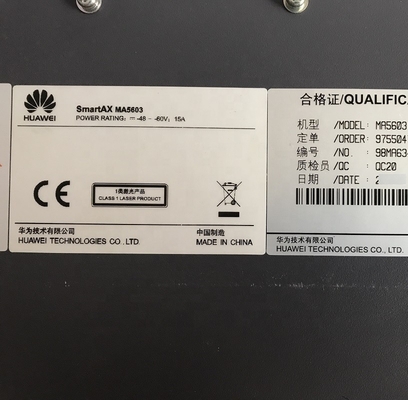 HUAWEI
SmartAX MA5603
POWER RATING: ⎓ -48 ~ -60V; 15A
CE
1类激光产品
CLASS 1 LASER PRODUCT
华为技术有限公司
HUAWEI TECHNOLOGIES CO.,LTD.
中国制造
MADE IN CHINA
合格证/QUALIFICA
机型 /MODEL: MA5603
定单 /ORDER: 975504
编号 /NO. : 98MA634
质检员 /QC : QC20
日期 /DATE : 2
华为技术有限公司
HUAWEI TECHNOLOGIES CO.,L